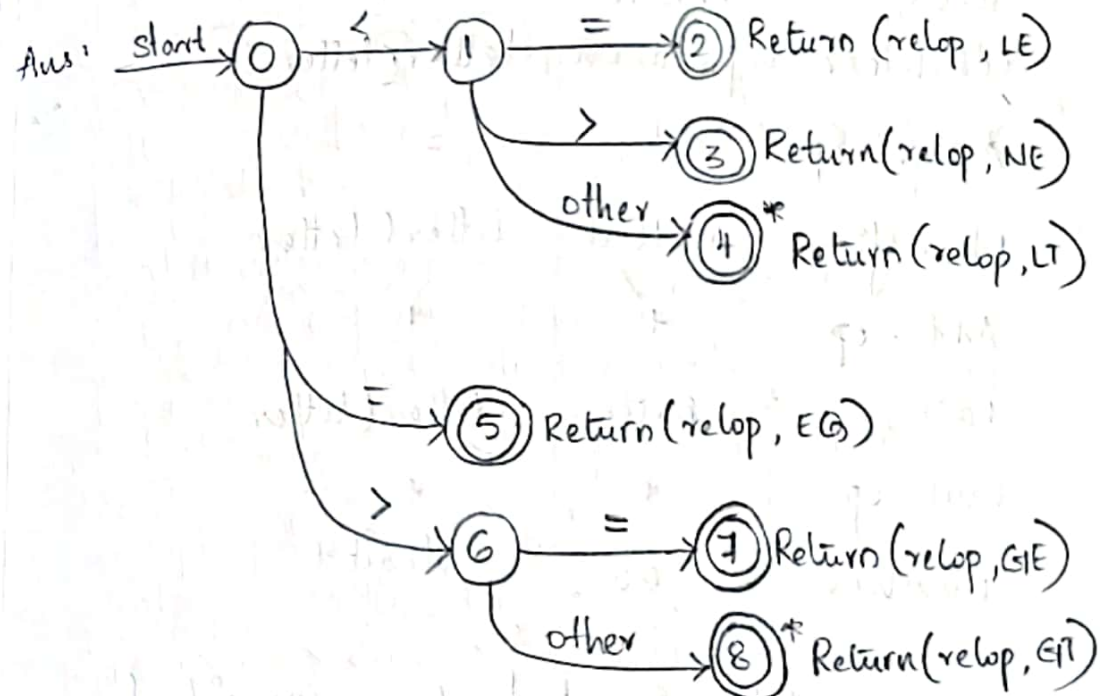 Ans: start 0 < 1 = 2 Return (relop, LE)
> 3 Return (relop, NE)
other 4 * Return (relop, LT)
= 5 Return (relop, EQ)
> 6 = 7 Return (relop, GE)
other 8 * Return (relop, GT)